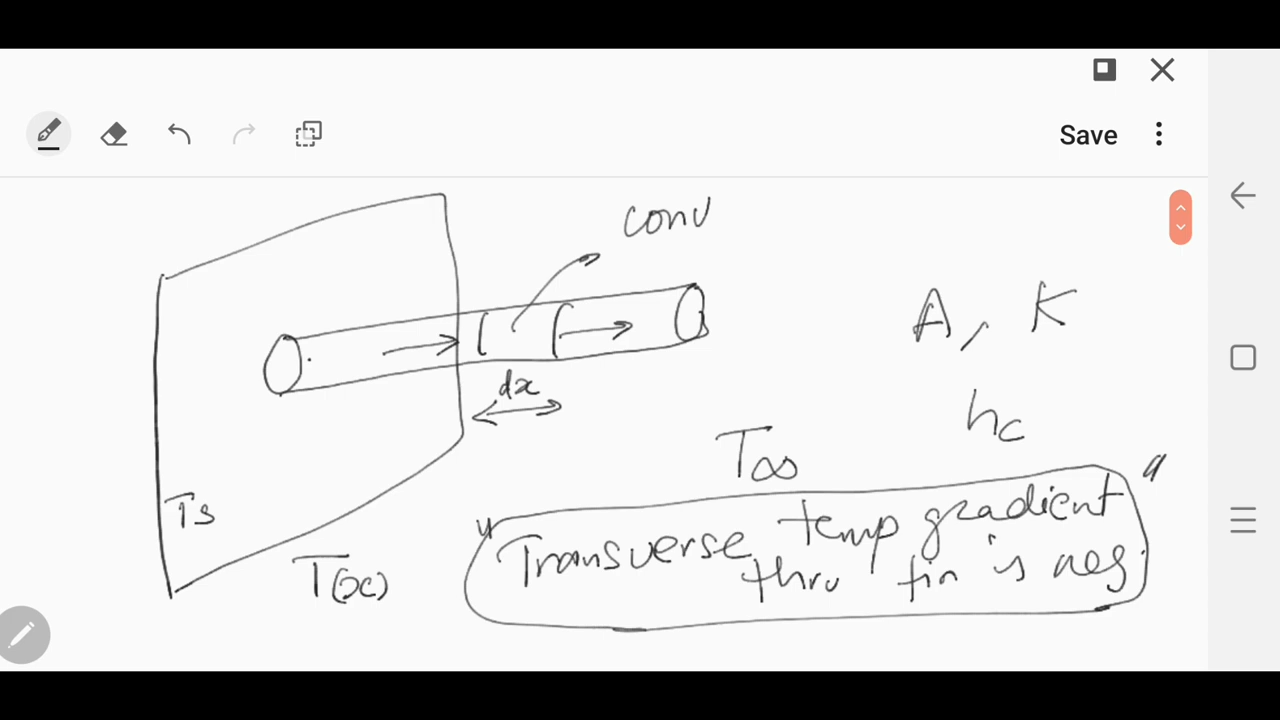 Save
conv
A, K
dx
hc
T∞
Ts
"Transverse temp gradient
thru fin is neg."
T(x)